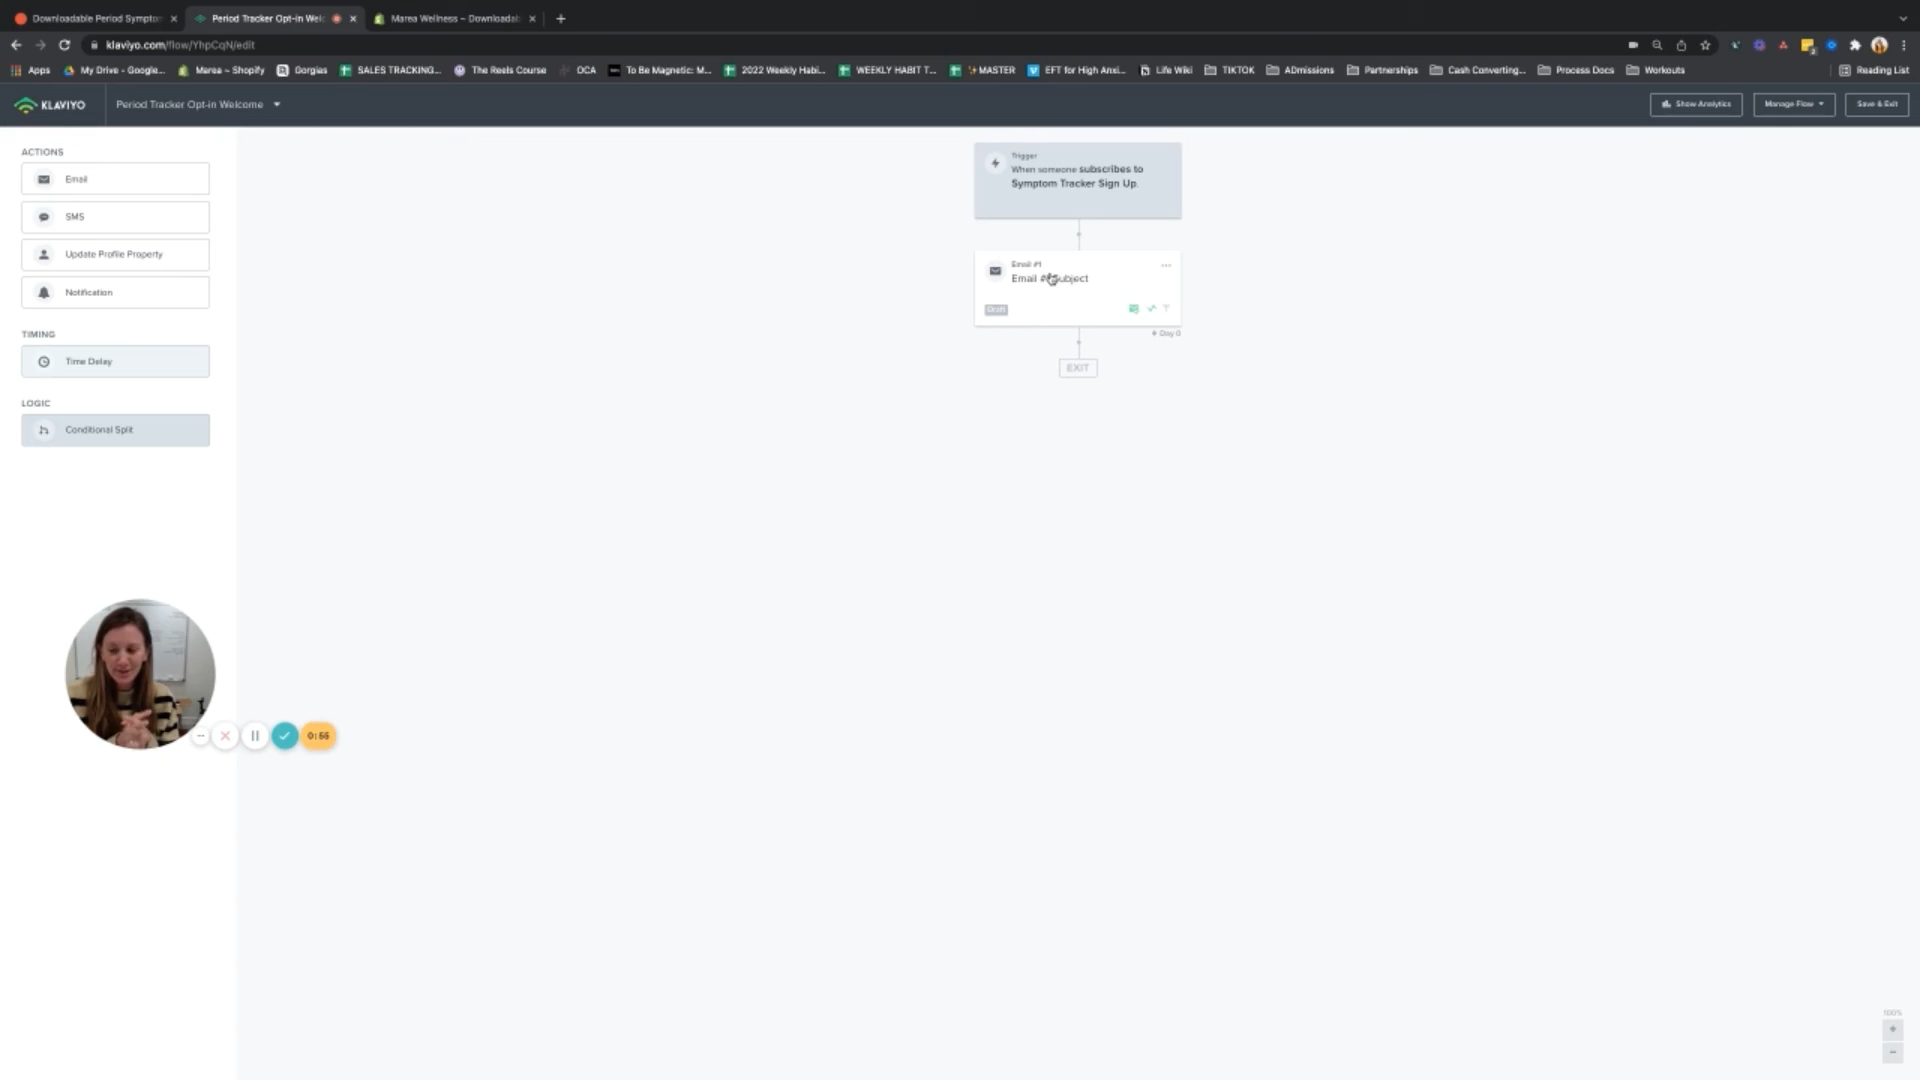 Downloadable Period Sympto
Period Tracker Opt-in Wel
Marea Wellness ~ Downloadab
klaviyo.com/flow/YhpCqN/edit
Apps
My Drive - Google...
Marea ~ Shopify
Gorgias
SALES TRACKING...
The Reels Course
OCA
To Be Magnetic: M...
2022 Weekly Habi...
WEEKLY HABIT T...
MASTER
EFT for High Anxi...
Life Wiki
TIKTOK
ADmissions
Partnerships
Cash Converting...
Process Docs
Workouts
Reading List
KLAVIYO
Period Tracker Opt-in Welcome
Show Analytics
Manage Flow
Save & Exit
ACTIONS
Email
SMS
Update Profile Property
Notification
TIMING
Time Delay
LOGIC
Conditional Split
Trigger
When someone subscribes to
Symptom Tracker Sign Up.
Email #1
Email # Subject
Draft
Day 0
EXIT
0:55
100%